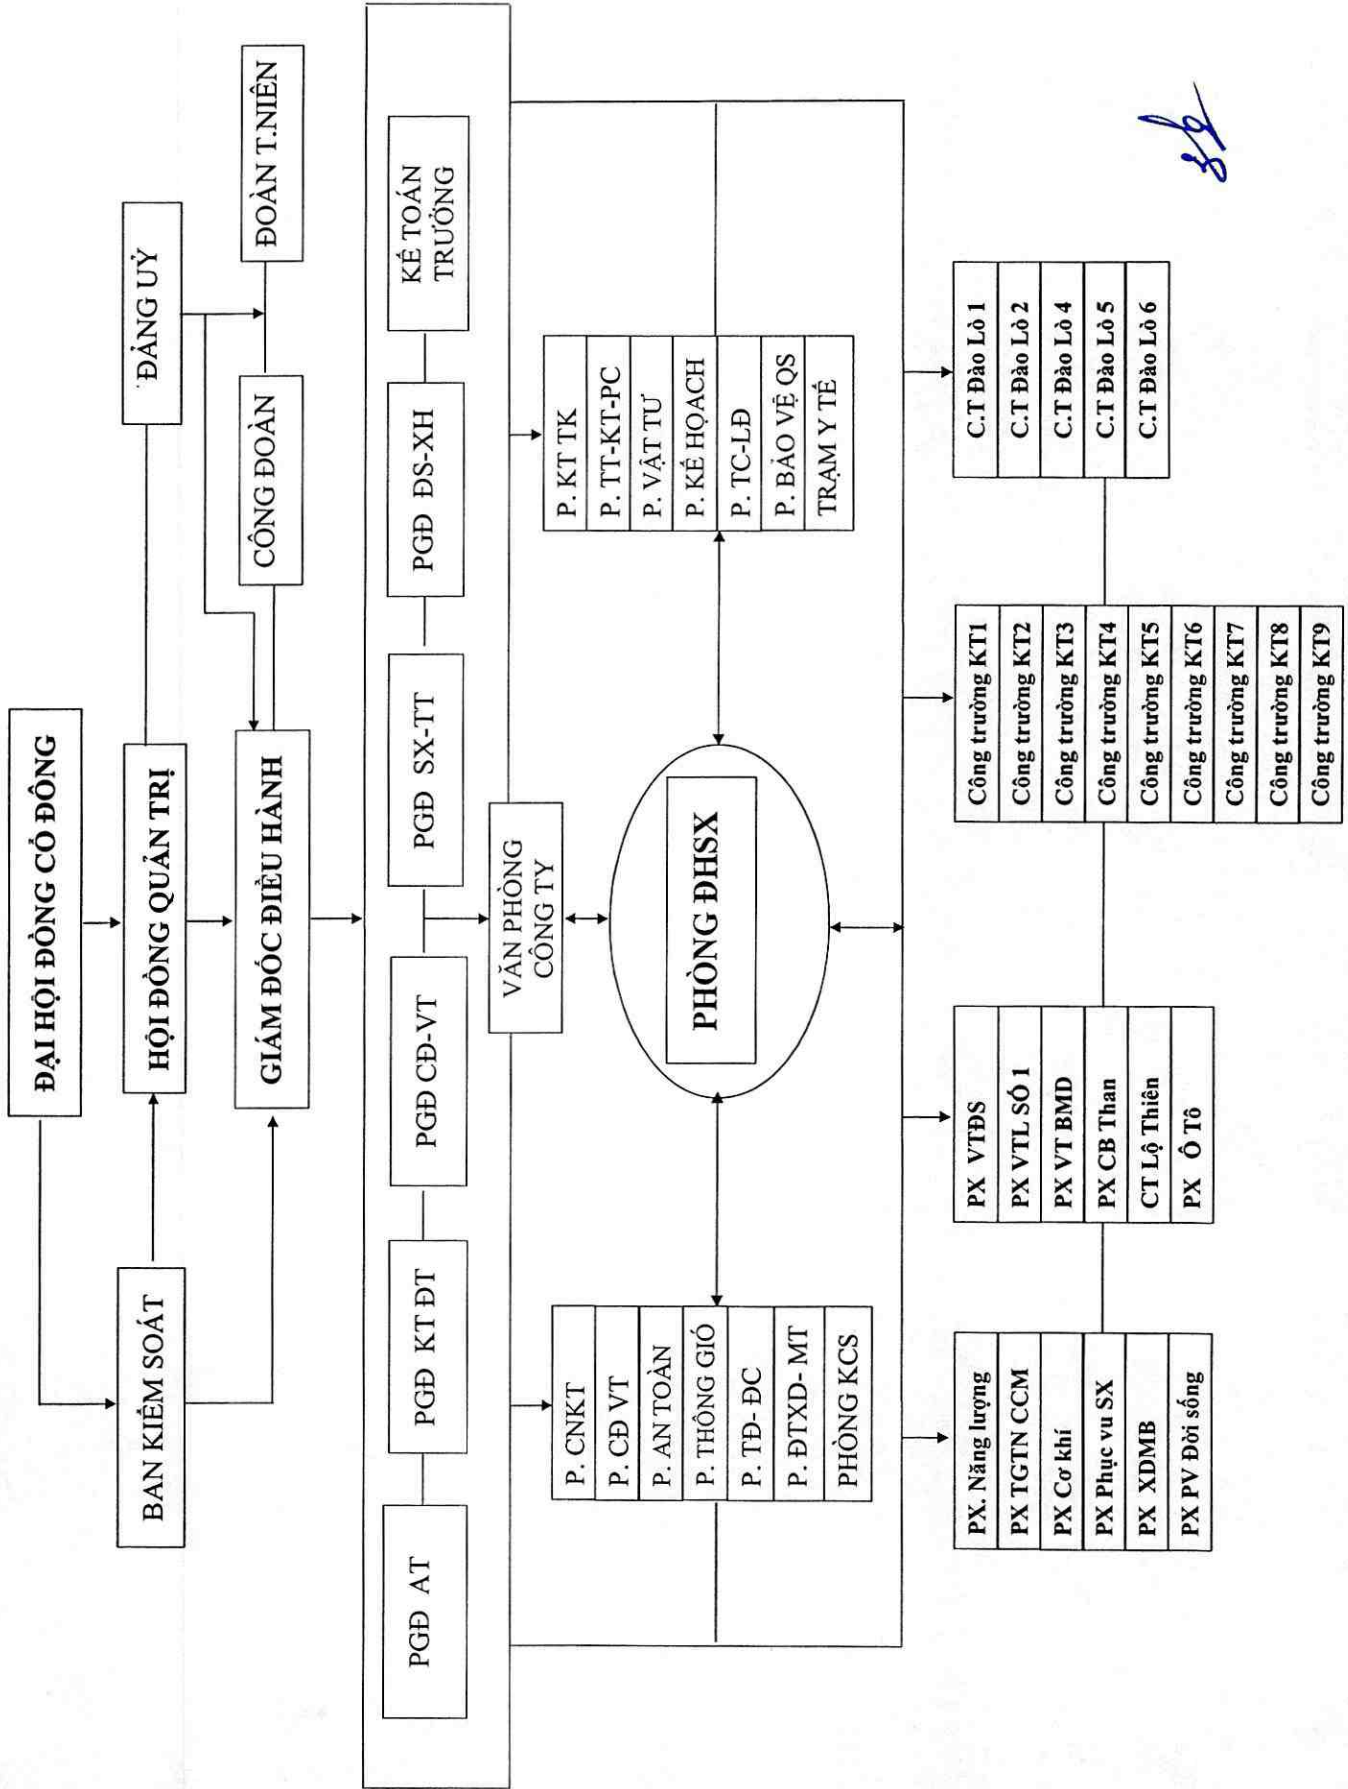 ĐẠI HỘI ĐỒNG CỔ ĐÔNG
BAN KIỂM SOÁT
HỘI ĐỒNG QUẢN TRỊ
ĐẢNG UỶ
GIÁM ĐỐC ĐIỀU HÀNH
CÔNG ĐOÀN
ĐOÀN T.NIÊN
PGĐ AT
PGĐ KT ĐT
PGĐ CĐ-VT
PGĐ SX-TT
PGĐ ĐS-XH
KẾ TOÁN
TRƯỞNG
VĂN PHÒNG
CÔNG TY
P. CNKT
P. CĐ VT
P. AN TOÀN
P. THÔNG GIÓ
P. TĐ- ĐC
P. ĐTXD- MT
PHÒNG KCS
PHÒNG ĐHSX
P. KT TK
P. TT-KT-PC
P. VẬT TƯ
P. KẾ HOẠCH
P. TC-LĐ
P. BẢO VỆ QS
TRẠM Y TẾ
PX. Năng lượng
PX TGTN CCM
PX Cơ khí
PX Phục vu SX
PX XDMB
PX PV Đời sống
PX VTĐS
PX VTL SỐ 1
PX VT BMD
PX CB Than
CT Lộ Thiên
PX Ô Tô
Công trường KT1
Công trường KT2
Công trường KT3
Công trường KT4
Công trường KT5
Công trường KT6
Công trường KT7
Công trường KT8
Công trường KT9
C.T Đào Lò 1
C.T Đào Lò 2
C.T Đào Lò 4
C.T Đào Lò 5
C.T Đào Lò 6